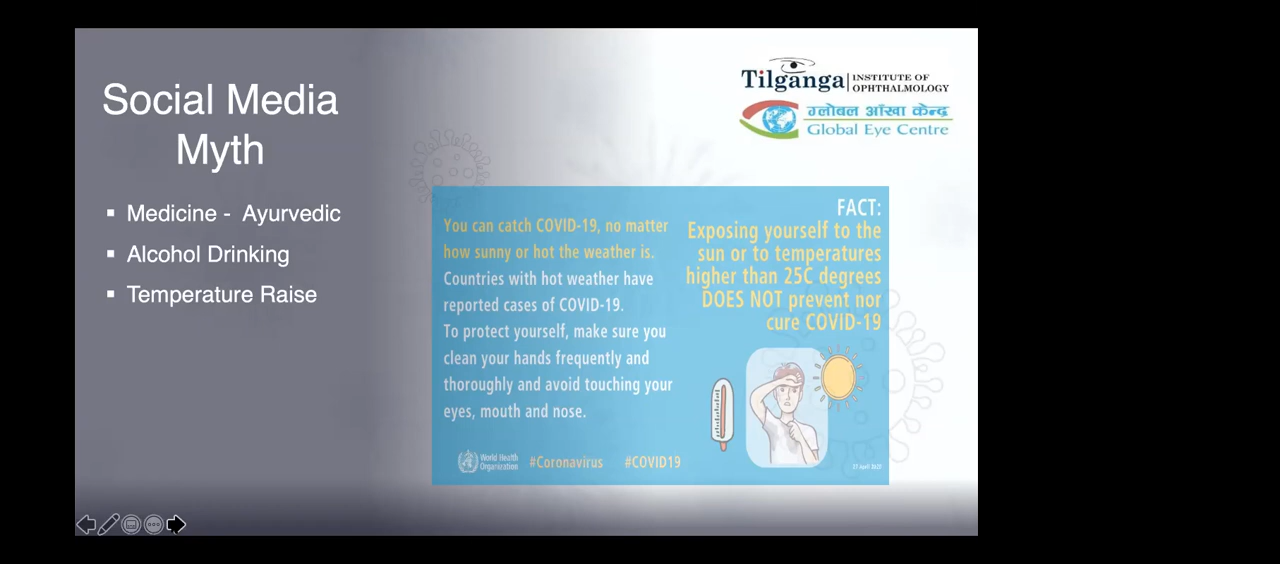 Social Media
Myth
▪ Medicine - Ayurvedic
▪ Alcohol Drinking
▪ Temperature Raise
Tilganga INSTITUTE OF
OPHTHALMOLOGY
ग्लोबल आँखा केन्द्र
Global Eye Centre
You can catch COVID-19, no matter
how sunny or hot the weather is.
Countries with hot weather have
reported cases of COVID-19.
To protect yourself, make sure you
clean your hands frequently and
thoroughly and avoid touching your
eyes, mouth and nose.
FACT:
Exposing yourself to the
sun or to temperatures
higher than 25C degrees
DOES NOT prevent nor
cure COVID-19
World Health
Organization
#Coronavirus #COVID19